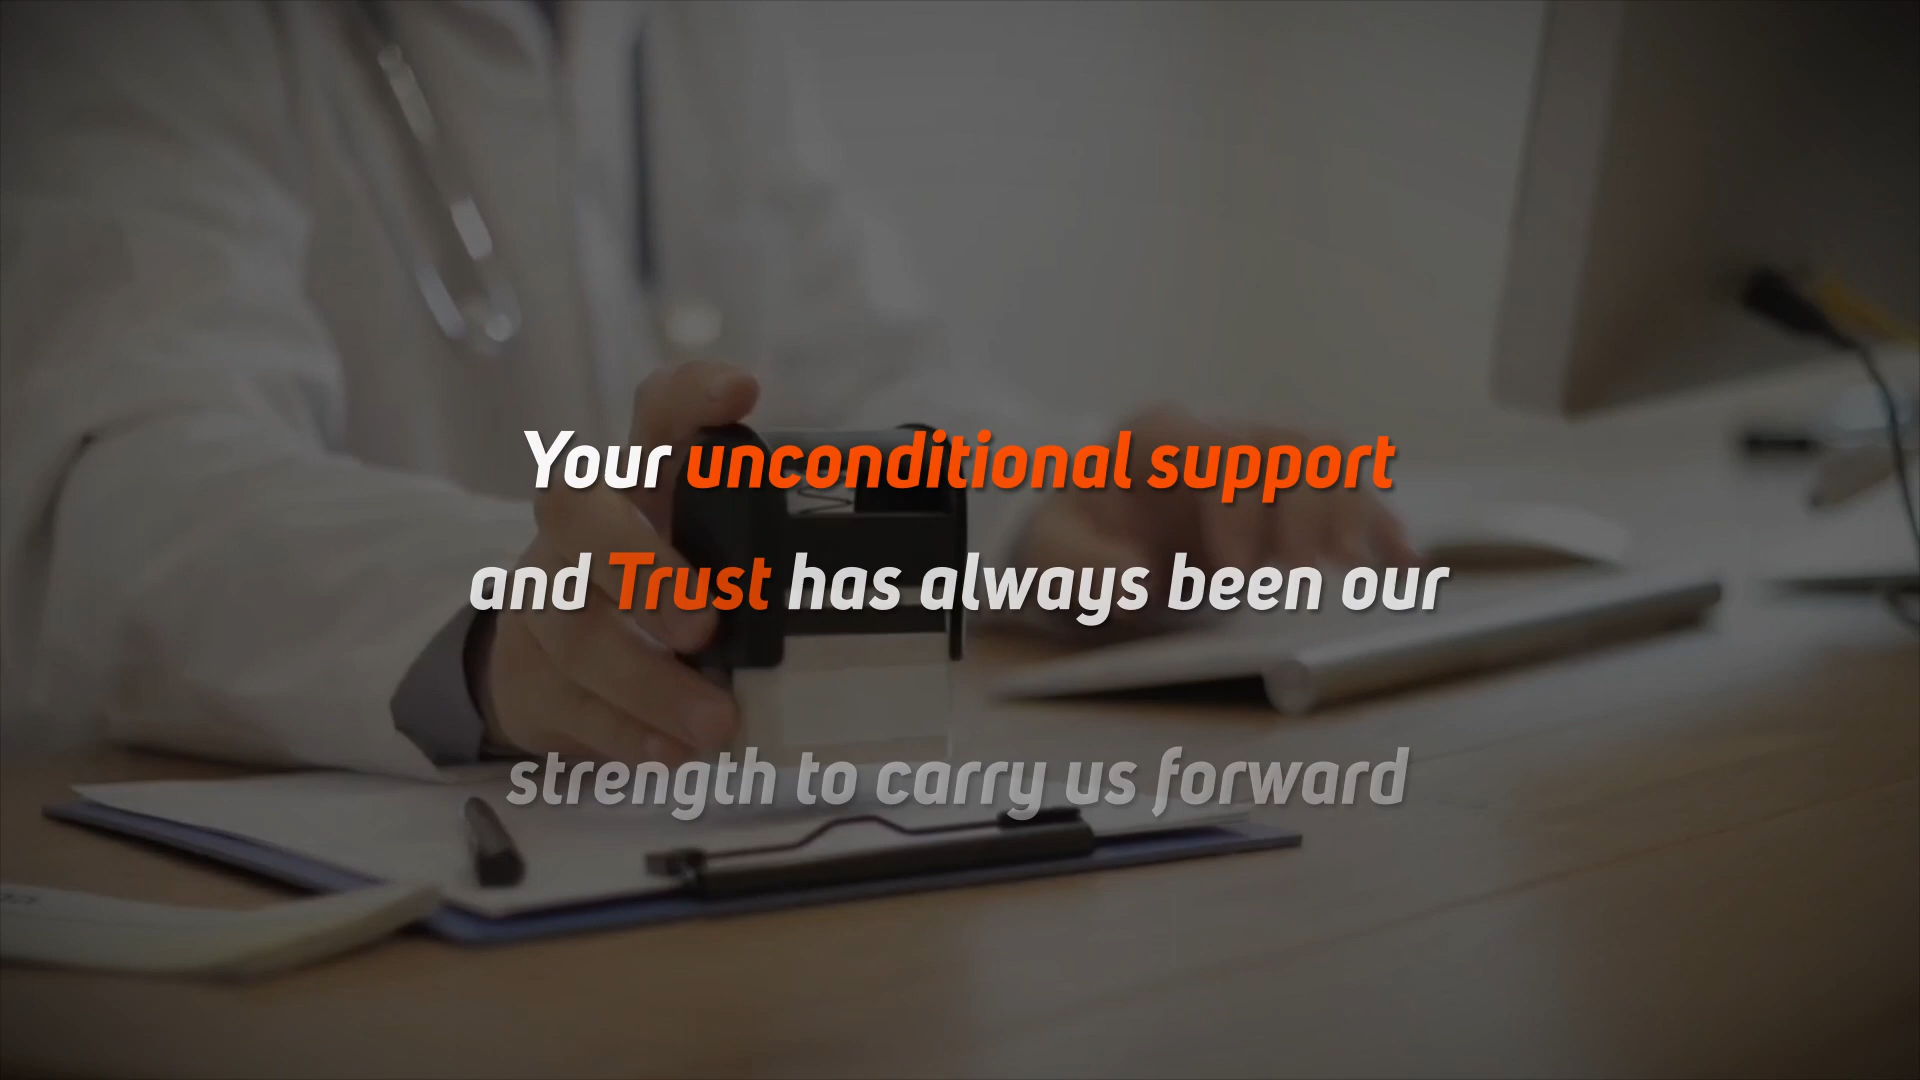 Your unconditional support
and Trust has always been our
strength to carry us forward